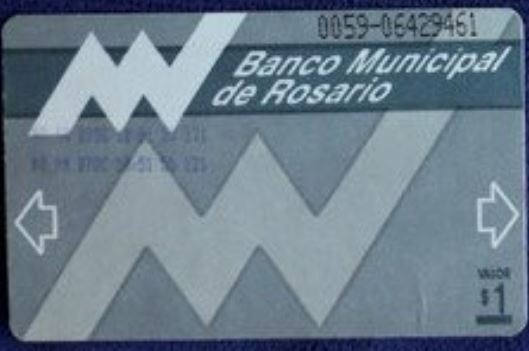 0059-06429461
Banco Municipal
de Rosario
VALOR
$1